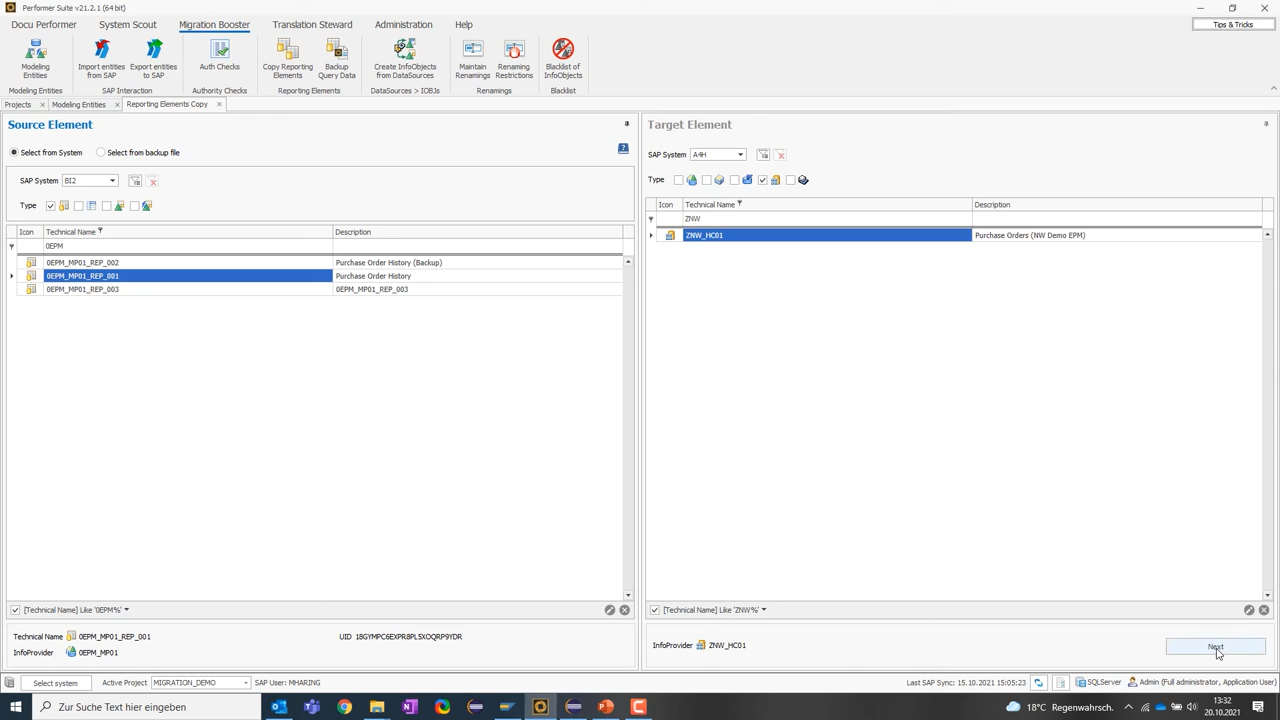 Performer Suite v21.2.1 (64 bit)
Docu Performer
System Scout
Migration Booster
Translation Steward
Administration
Help
Tips & Tricks
Modeling
Entities
Import entities
from SAP
Export entities
to SAP
Auth Checks
Copy Reporting
Elements
Backup
Query Data
Create InfoObjects
from DataSources
Maintain
Renamings
Renaming
Restrictions
Blacklist of
InfoObjects
Modeling Entities
SAP Interaction
Authority Checks
Reporting Elements
DataSources > IOBJs
Renamings
Blacklist
Projects
Modeling Entities
Reporting Elements Copy
Source Element
Select from System
Select from backup file
SAP System
BI2
Type
Icon
Technical Name
Description
0EPM
0EPM_MP01_REP_002
Purchase Order History (Backup)
0EPM_MP01_REP_001
Purchase Order History
0EPM_MP01_REP_003
0EPM_MP01_REP_003
[Technical Name] Like '0EPM%'
Technical Name
0EPM_MP01_REP_001
UID
18GYMPC6EXPR8PL5XOQRP9YDR
InfoProvider
0EPM_MP01
Target Element
SAP System
A4H
Type
Icon
Technical Name
Description
ZNW
ZNW_HC01
Purchase Orders (NW Demo EPM)
[Technical Name] Like 'ZNW%'
InfoProvider
ZNW_HC01
Next
Select system
Active Project
MIGRATION_DEMO
SAP User: MHARING
Last SAP Sync: 15.10.2021 15:05:23
SQLServer
Admin (Full administrator, Application User)
Zur Suche Text hier eingeben
18°C Regenwahrsch.
13:32
20.10.2021